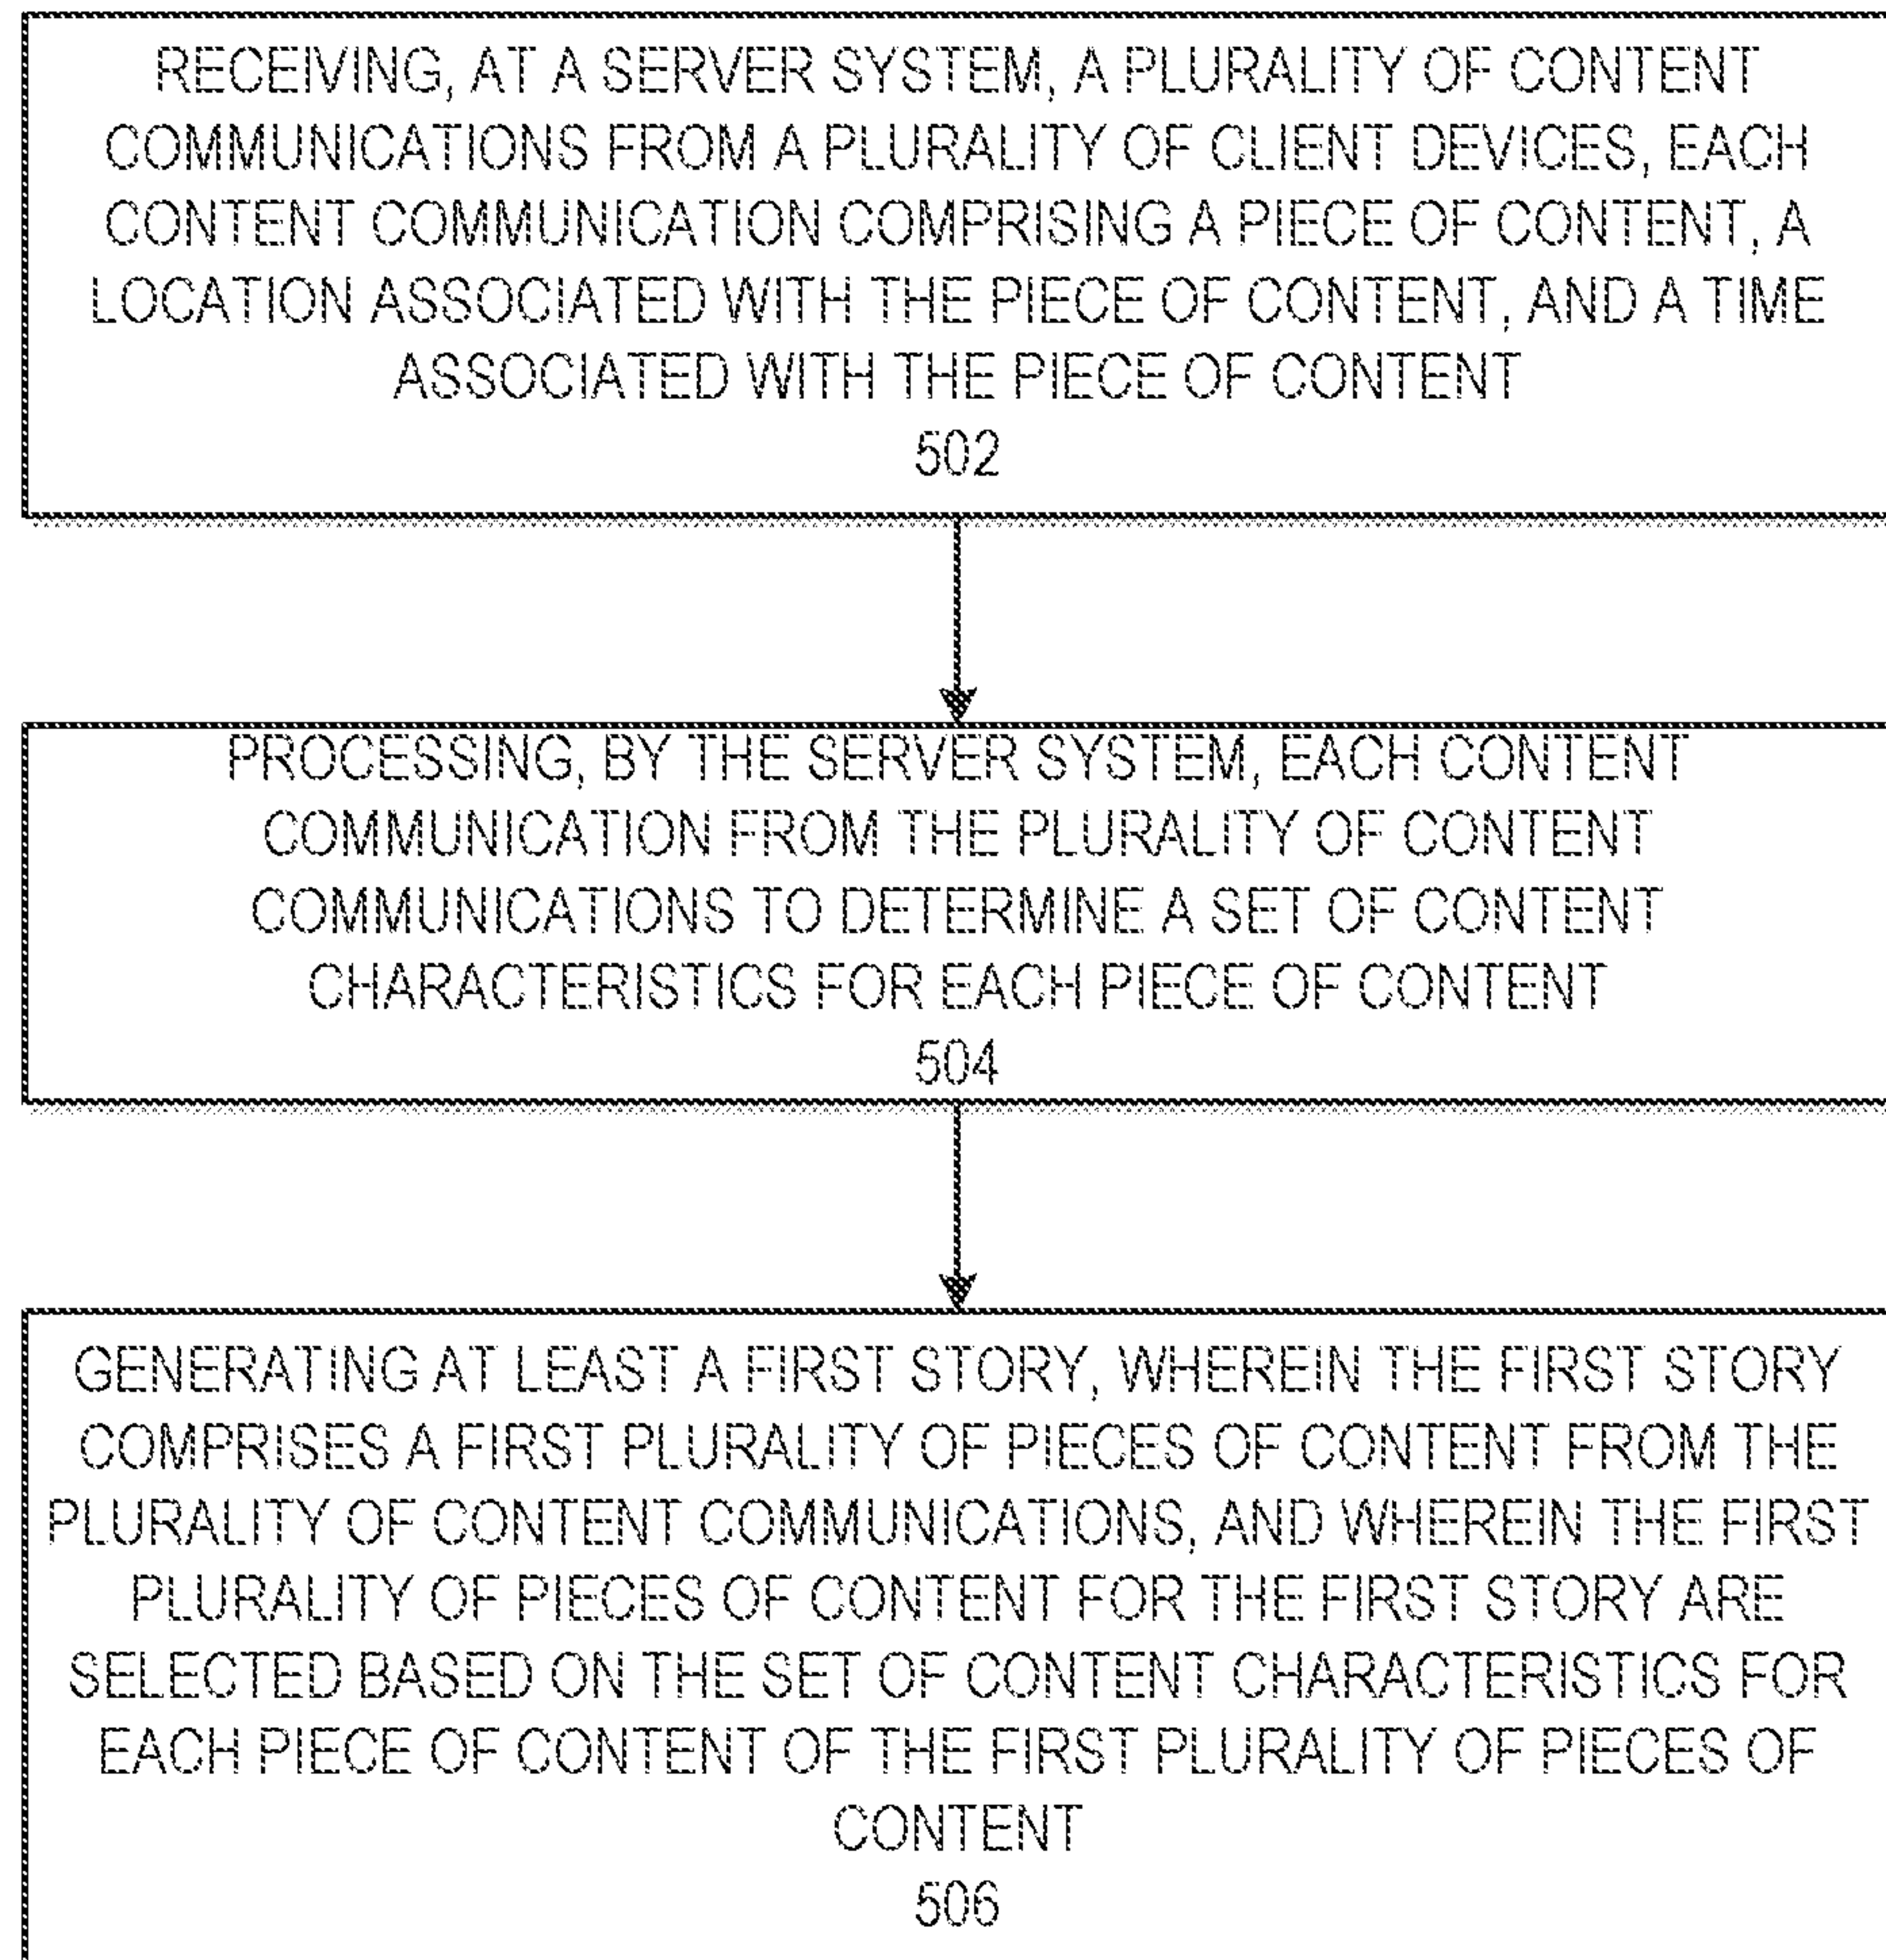 RECEIVING, AT A SERVER SYSTEM, A PLURALITY OF CONTENT
COMMUNICATIONS FROM A PLURALITY OF CLIENT DEVICES, EACH
CONTENT COMMUNICATION COMPRISING A PIECE OF CONTENT, A
LOCATION ASSOCIATED WITH THE PIECE OF CONTENT, AND A TIME
ASSOCIATED WITH THE PIECE OF CONTENT
502
PROCESSING, BY THE SERVER SYSTEM, EACH CONTENT
COMMUNICATION FROM THE PLURALITY OF CONTENT
COMMUNICATIONS TO DETERMINE A SET OF CONTENT
CHARACTERISTICS FOR EACH PIECE OF CONTENT
504
GENERATING AT LEAST A FIRST STORY, WHEREIN THE FIRST STORY
COMPRISES A FIRST PLURALITY OF PIECES OF CONTENT FROM THE
PLURALITY OF CONTENT COMMUNICATIONS, AND WHEREIN THE FIRST
PLURALITY OF PIECES OF CONTENT FOR THE FIRST STORY ARE
SELECTED BASED ON THE SET OF CONTENT CHARACTERISTICS FOR
EACH PIECE OF CONTENT OF THE FIRST PLURALITY OF PIECES OF
CONTENT
506